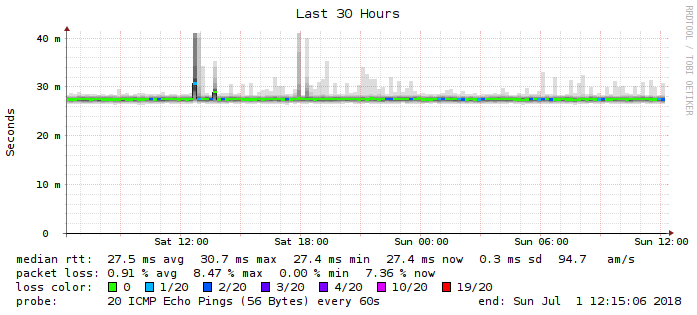 Last 30 Hours
RRDTOOL / TOBI OETIKER
Seconds
40 m
30 m
20 m
10 m
0
Sat 12:00 Sat 18:00 Sun 00:00 Sun 06:00 Sun 12:00
median rtt: 27.5 ms avg 30.7 ms max 27.4 ms min 27.4 ms now 0.3 ms sd 94.7 am/s
packet loss: 0.91 % avg 8.47 % max 0.00 % min 7.36 % now
loss color: 0 1/20 2/20 3/20 4/20 10/20 19/20
probe: 20 ICMP Echo Pings (56 Bytes) every 60s end: Sun Jul 1 12:15:06 2018